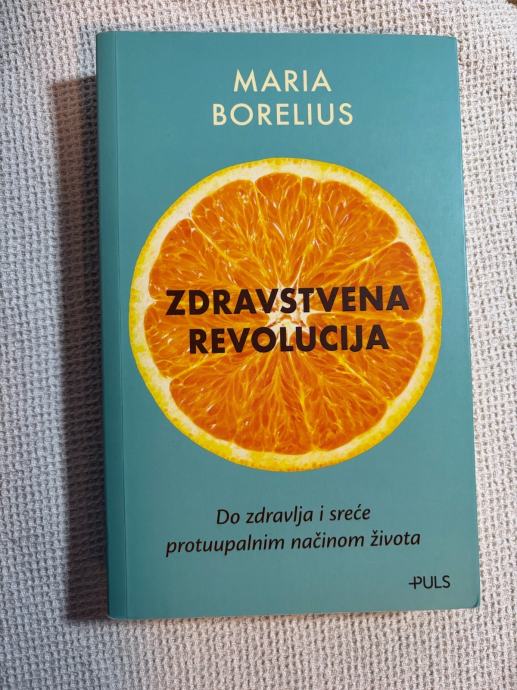 MARIA
BORELIUS
ZDRAVSTVENA
REVOLUCIJA
Do zdravlja i sreće
protuupalnim načinom života
PULS